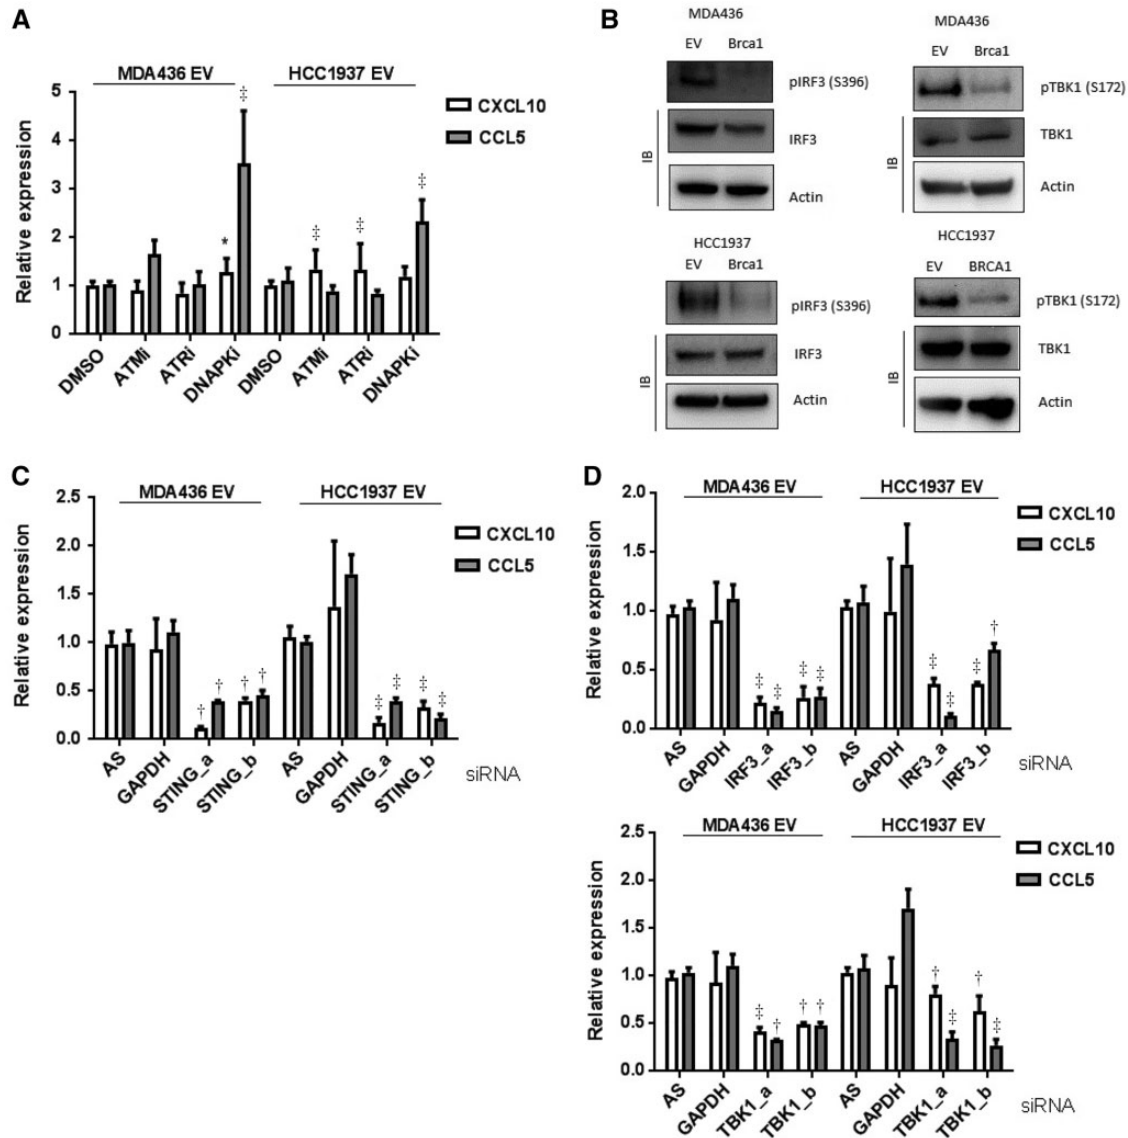 A
MDA436 EV
HCC1937 EV
CXCL10
CCL5
Relative expression
5
4
3
2
1
0
‡
*
‡
‡
‡
DMSO
ATMi
ATRi
DNAPKi
DMSO
ATMi
ATRi
DNAPKi
B
MDA436
EV Brca1
pIRF3 (S396)
IRF3
Actin
IB
MDA436
EV Brca1
pTBK1 (S172)
TBK1
Actin
IB
HCC1937
EV Brca1
pIRF3 (S396)
IRF3
Actin
IB
HCC1937
EV BRCA1
pTBK1 (S172)
TBK1
Actin
IB
C
MDA436 EV
HCC1937 EV
CXCL10
CCL5
Relative expression
2.5
2.0
1.5
1.0
0.5
0.0
† † † † ‡ ‡ ‡ ‡
AS
GAPDH
STING_a
STING_b
AS
GAPDH
STING_a
STING_b
siRNA
D
MDA436 EV
HCC1937 EV
CXCL10
CCL5
Relative expression
2.0
1.5
1.0
0.5
0.0
‡ ‡ ‡ ‡ ‡ ‡ ‡ †
AS
GAPDH
IRF3_a
IRF3_b
AS
GAPDH
IRF3_a
IRF3_b
siRNA
MDA436 EV
HCC1937 EV
CXCL10
CCL5
Relative expression
2.5
2.0
1.5
1.0
0.5
0.0
‡ † † † † ‡ † ‡
AS
GAPDH
TBK1_a
TBK1_b
AS
GAPDH
TBK1_a
TBK1_b
siRNA